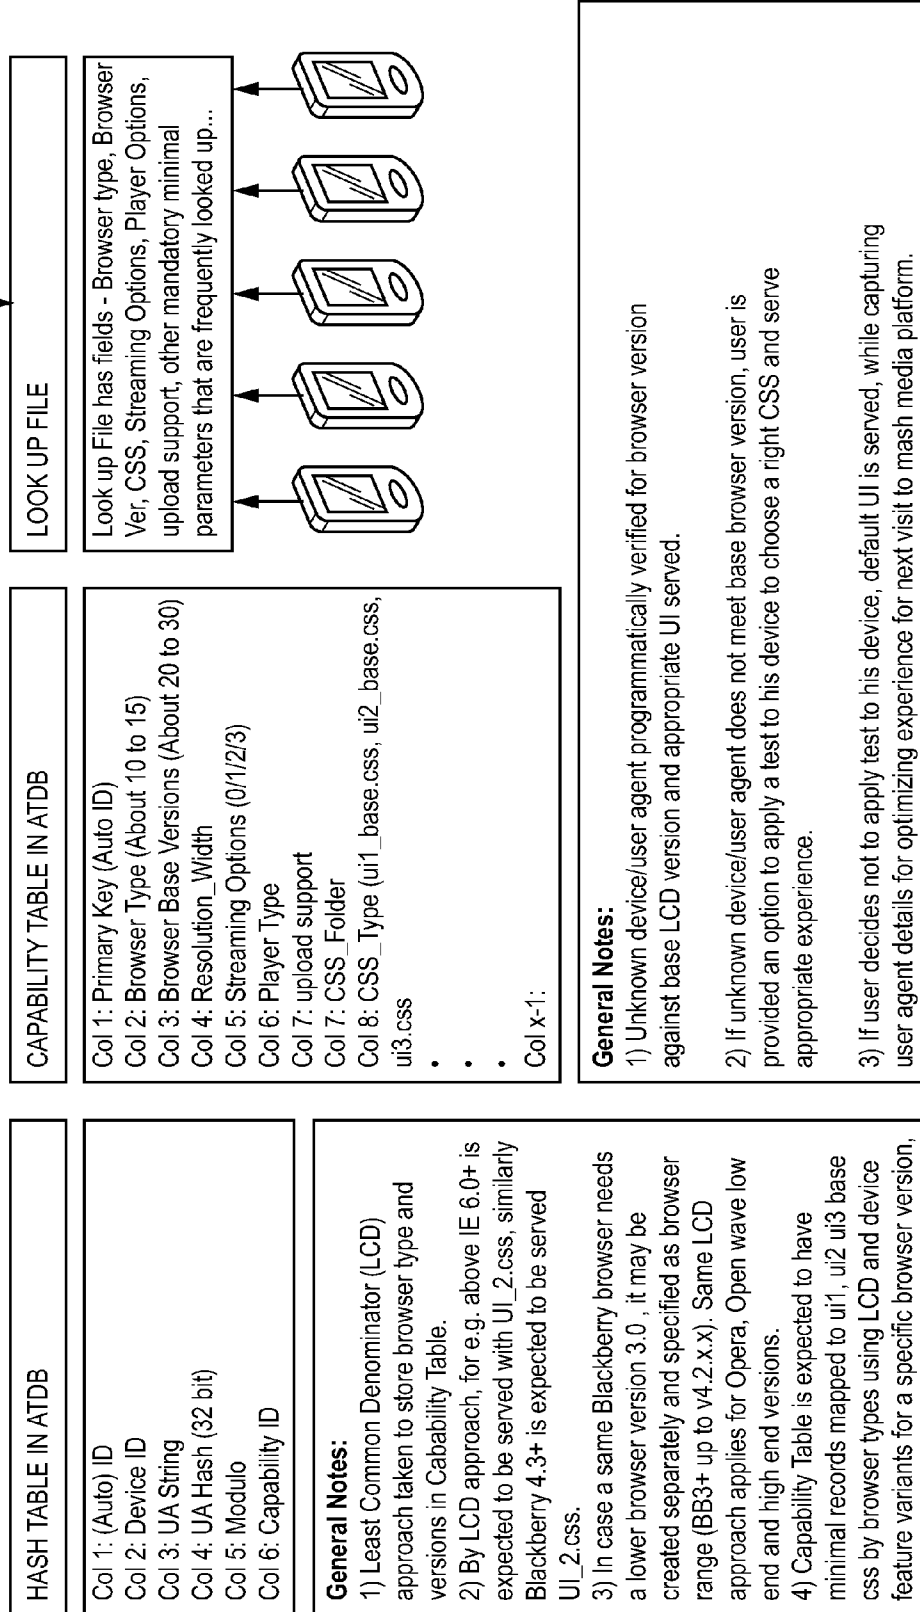 HASH TABLE IN ATDB
Col 1: (Auto) ID
Col 2: Device ID
Col 3: UA String
Col 4: UA Hash (32 bit)
Col 5: Modulo
Col 6: Capability ID
General Notes:
1) Least Common Denominator (LCD)
approach taken to store browser type and
versions in Cabability Table.
2) By LCD approach, for e.g. above IE 6.0+ is
expected to be served with UI_2.css, similarly
Blackberry 4.3+ is expected to be served
UI_2.css.
3) In case a same Blackberry browser needs
a lower browser version 3.0 , it may be
created separately and specified as browser
range (BB3+ up to v4.2.x.x). Same LCD
approach applies for Opera, Open wave low
end and high end versions.
4) Capability Table is expected to have
minimal records mapped to ui1, ui2 ui3 base
css by browser types using LCD and device
feature variants for a specific browser version,
CAPABILITY TABLE IN ATDB
Col 1: Primary Key (Auto ID)
Col 2: Browser Type (About 10 to 15)
Col 3: Browser Base Versions (About 20 to 30)
Col 4: Resolution_Width
Col 5: Streaming Options (0/1/2/3)
Col 6: Player Type
Col 7: upload support
Col 7: CSS_Folder
Col 8: CSS_Type (ui1_base.css, ui2_base.css,
ui3.css
•
•
•
Col x-1:
LOOK UP FILE
Look up File has fields - Browser type, Browser
Ver, CSS, Streaming Options, Player Options,
upload support, other mandatory minimal
parameters that are frequently looked up...
General Notes:
1) Unknown device/user agent programmatically verified for browser version
against base LCD version and appropriate UI served.
2) If unknown device/user agent does not meet base browser version, user is
provided an option to apply a test to his device to choose a right CSS and serve
appropriate experience.
3) If user decides not to apply test to his device, default UI is served, while capturing
user agent details for optimizing experience for next visit to mash media platform.